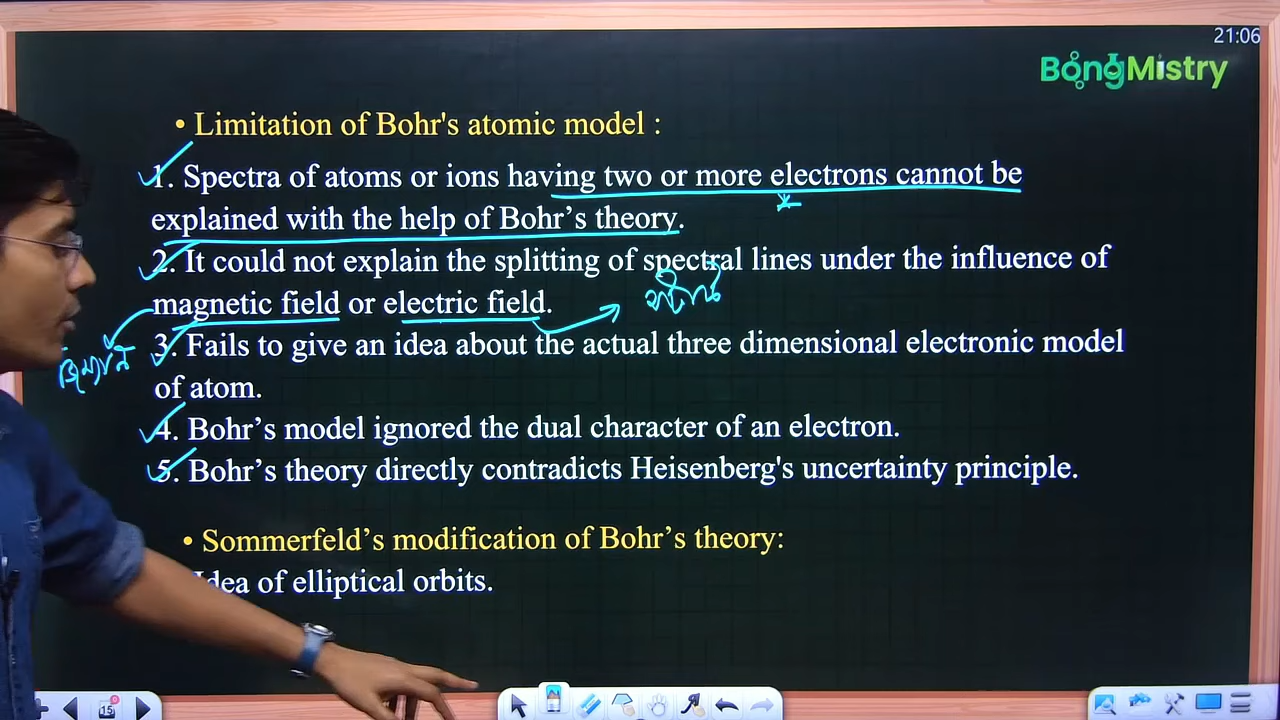 21:06
BongMistry
• Limitation of Bohr's atomic model :
1. Spectra of atoms or ions having two or more electrons cannot be
explained with the help of Bohr’s theory.
2. It could not explain the splitting of spectral lines under the influence of
magnetic field or electric field.
3. Fails to give an idea about the actual three dimensional electronic model
of atom.
4. Bohr’s model ignored the dual character of an electron.
5. Bohr’s theory directly contradicts Heisenberg's uncertainty principle.
• Sommerfeld’s modification of Bohr’s theory:
Idea of elliptical orbits.
15